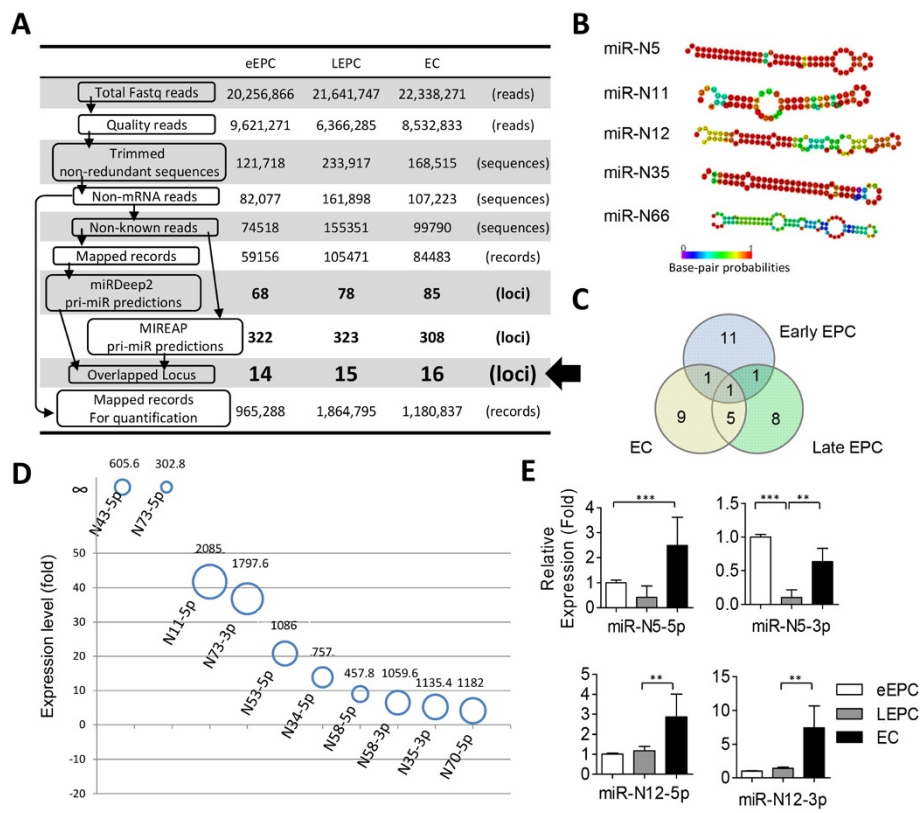 A
eEPC LEPC EC
Total Fastq reads 20,256,866 21,641,747 22,338,271 (reads)
Quality reads 9,621,271 6,366,285 8,532,833 (reads)
Trimmed
non-redundant sequences 121,718 233,917 168,515 (sequences)
Non-mRNA reads 82,077 161,898 107,223 (sequences)
Non-known reads 74518 155351 99790 (sequences)
Mapped records 59156 105471 84483 (records)
miRDeep2
pri-miR predictions 68 78 85 (loci)
MIREAP
pri-miR predictions 322 323 308 (loci)
Overlapped Locus 14 15 16 (loci)
Mapped records
For quantification 965,288 1,864,795 1,180,837 (records)
B
miR-N5
miR-N11
miR-N12
miR-N35
miR-N66
0 1
Base-pair probabilities
C
Early EPC
11
1 1
1
9 5 8
EC Late EPC
D
Expression level (fold)
∞
50
40
30
20
10
0
-10
-20
605.6 302.8
N43-5p N73-5p
2085 1797.6
N11-5p N73-3p
1086 757 457.8 1059.6 1135.4 1182
N53-5p N34-5p N58-5p N58-3p N35-3p N70-5p
E
Relative
Expression (Fold)
***
4
3
2
1
0
miR-N5-5p
*** **
1.5
1.0
0.5
0.0
miR-N5-3p
**
5
4
3
2
1
0
miR-N12-5p
**
15
10
5
0
miR-N12-3p
eEPC
LEPC
EC